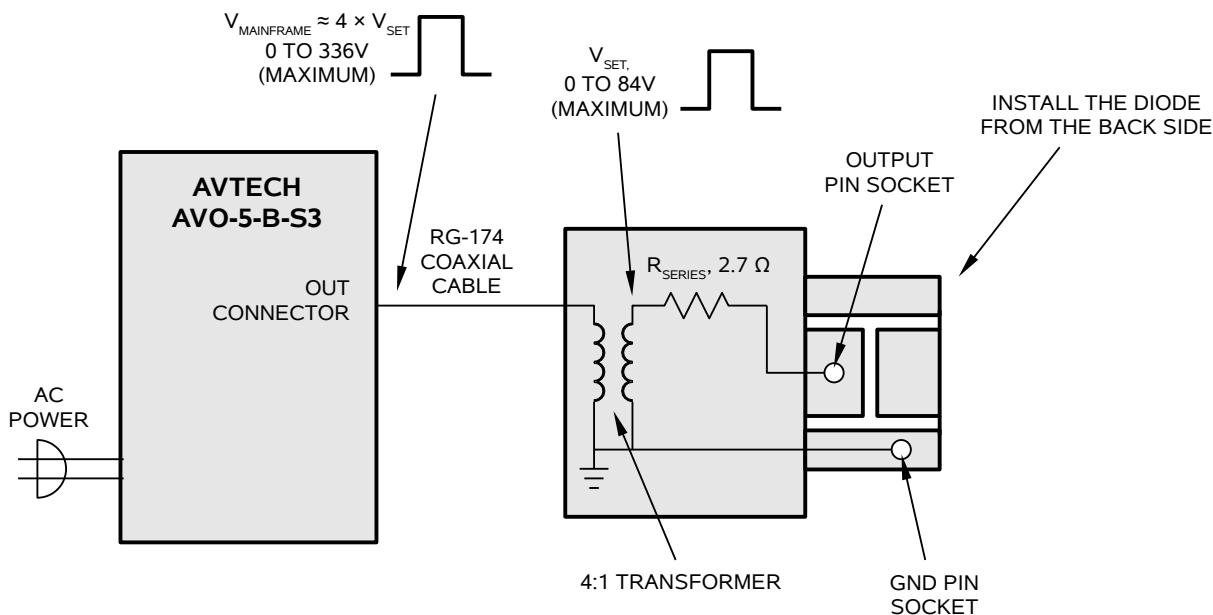 V_MAINFRAME ≈ 4 × V_SET
0 TO 336V
(MAXIMUM)
V_SET,
0 TO 84V
(MAXIMUM)
INSTALL THE DIODE
FROM THE BACK SIDE
OUTPUT
PIN SOCKET
AVTECH
AVO-5-B-S3
RG-174
COAXIAL
CABLE
R_SERIES, 2.7 Ω
OUT
CONNECTOR
AC
POWER
4:1 TRANSFORMER
GND PIN
SOCKET